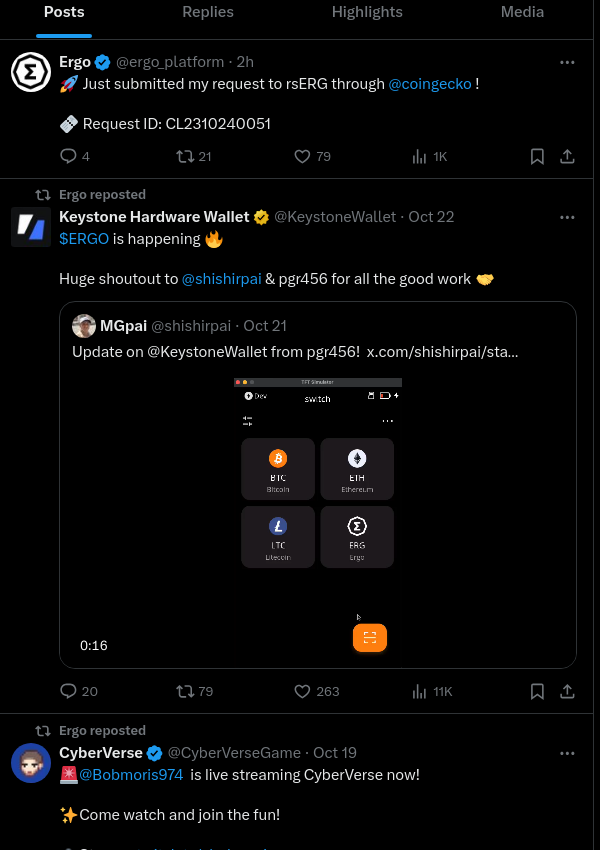 Posts Replies Highlights Media
Ergo @ergo_platform · 2h
🚀 Just submitted my request to rsERG through @coingecko !
Request ID: CL2310240051
4 21 79 1K
Ergo reposted
Keystone Hardware Wallet @KeystoneWallet · Oct 22
$ERGO is happening 🔥
Huge shoutout to @shishirpai & pgr456 for all the good work 🤝
MGpai @shishirpai · Oct 21
Update on @KeystoneWallet from pgr456! x.com/shishirpai/sta…
TFT Simulator
Dev switch
BTC ETH
Bitcoin Ethereum
LTC ERG
Litecoin Ergo
0:16
20 79 263 11K
Ergo reposted
CyberVerse @CyberVerseGame · Oct 19
🚨@Bobmoris974 is live streaming CyberVerse now!
✨Come watch and join the fun!